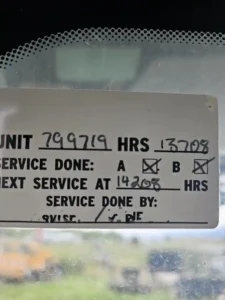 UNIT 799719 HRS 13708
SERVICE DONE: A ☒ B ☒
NEXT SERVICE AT 14208 HRS
SERVICE DONE BY: